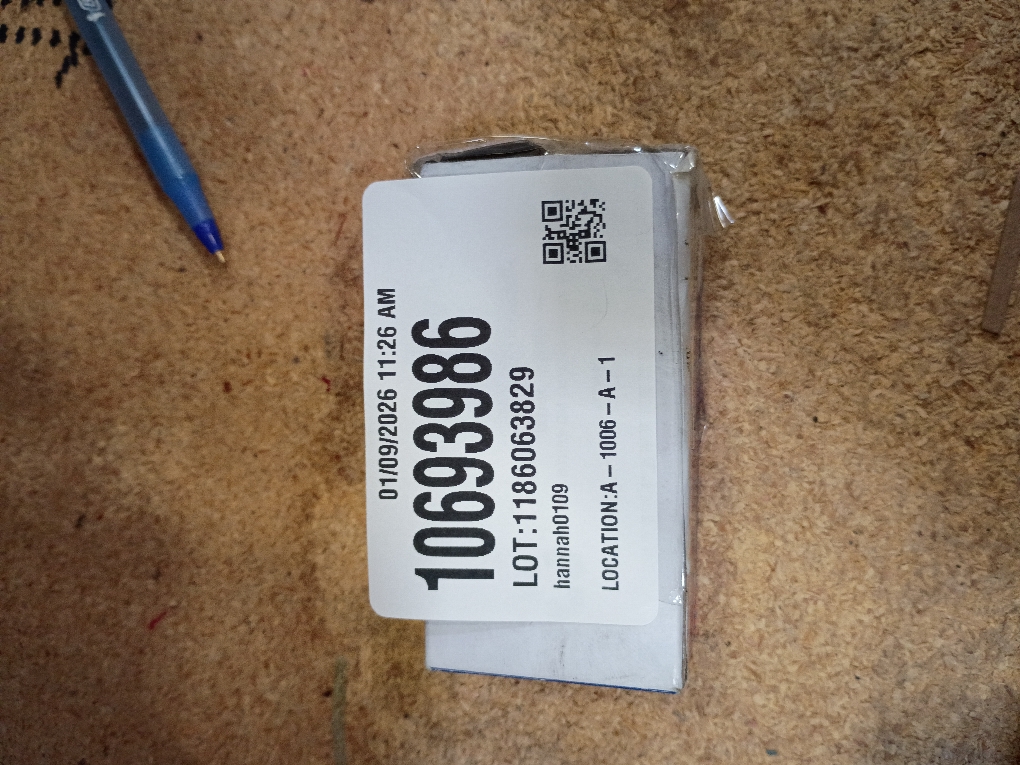 01/09/2026 11:26 AM
10693986
LOT:1186063829
hannah0109
LOCATION:A – 1006 – A – 1